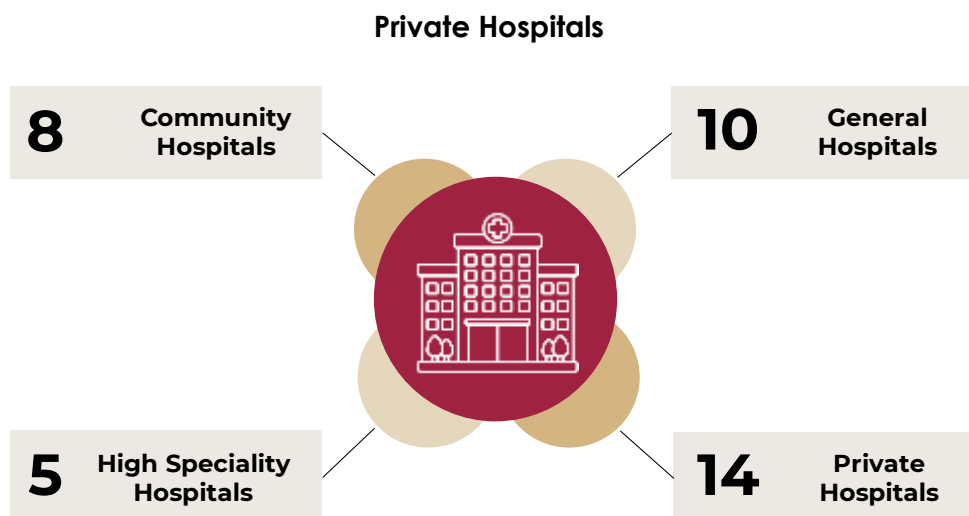 Private Hospitals
8
Community
Hospitals
10
General
Hospitals
5
High Speciality
Hospitals
14
Private
Hospitals